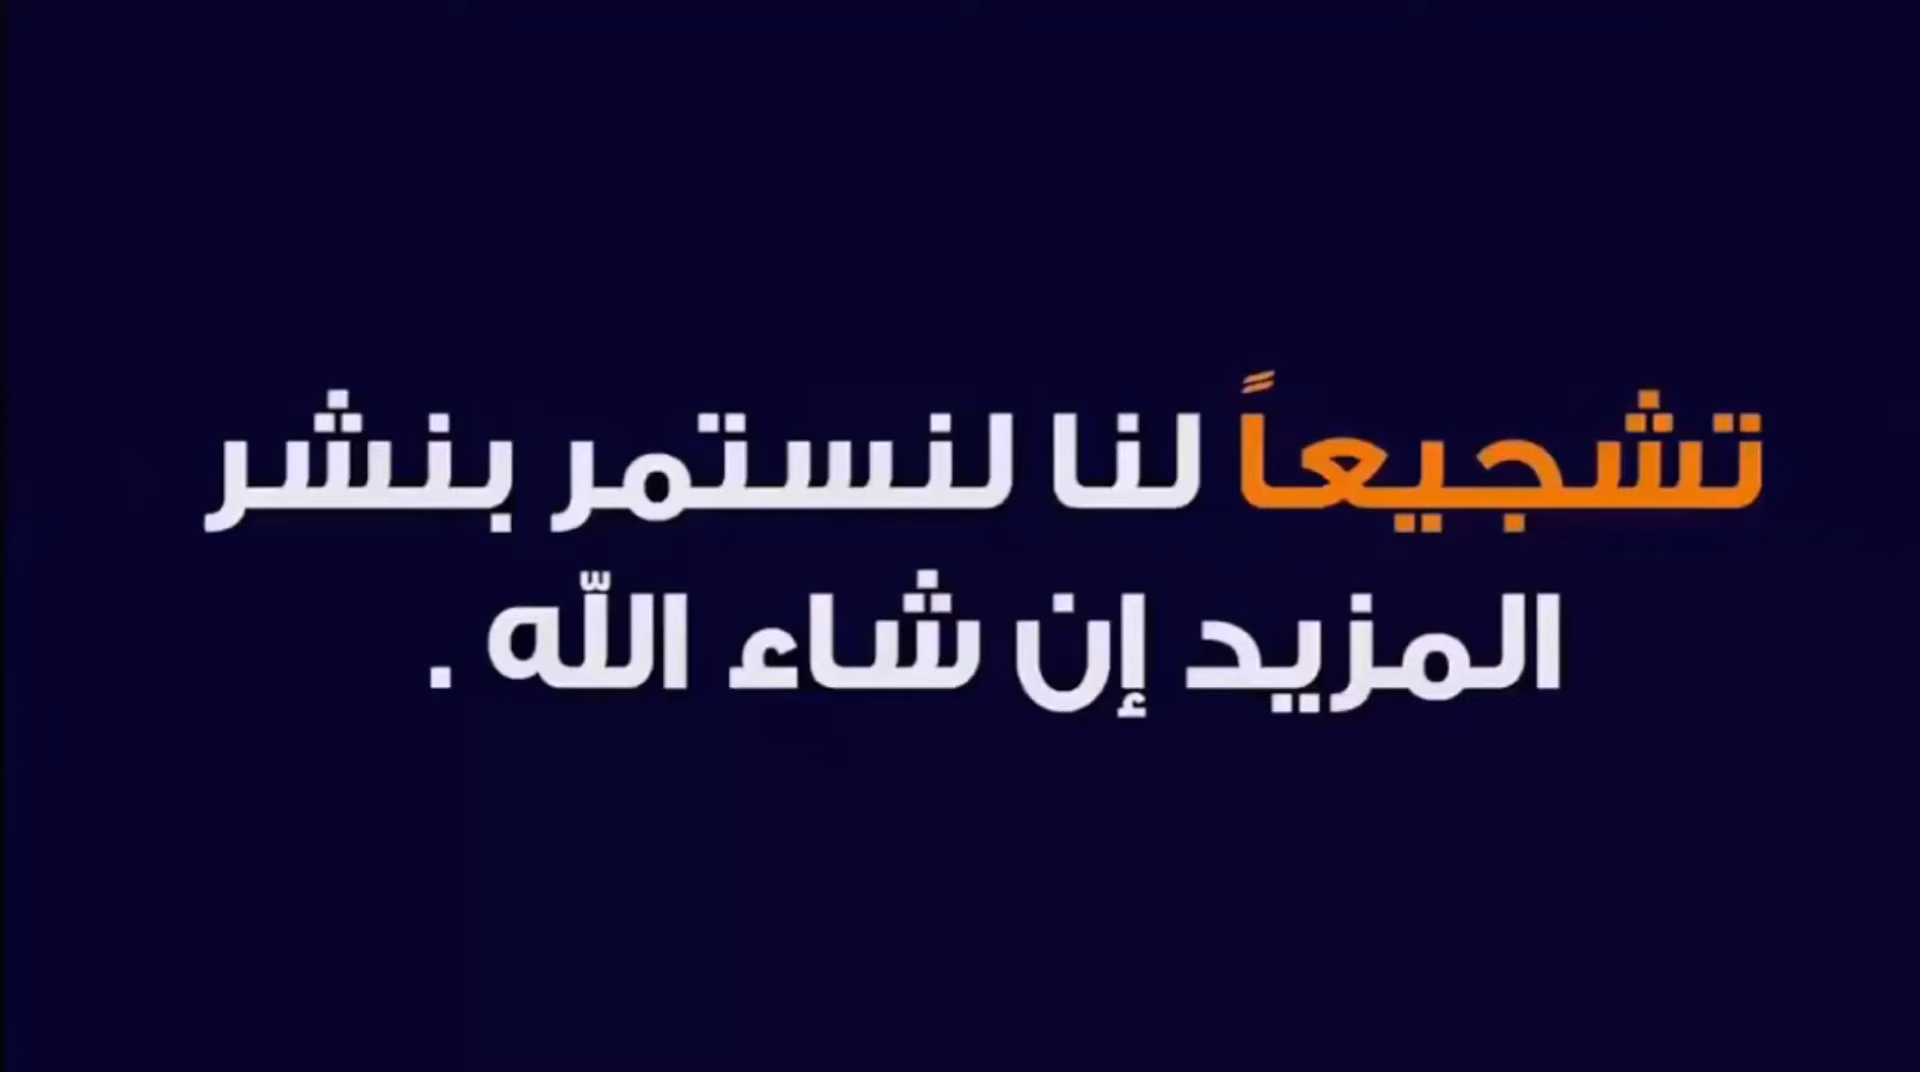 تشجيعاً لنا لنستمر بنشر
المزيد إن شاء اللّه .